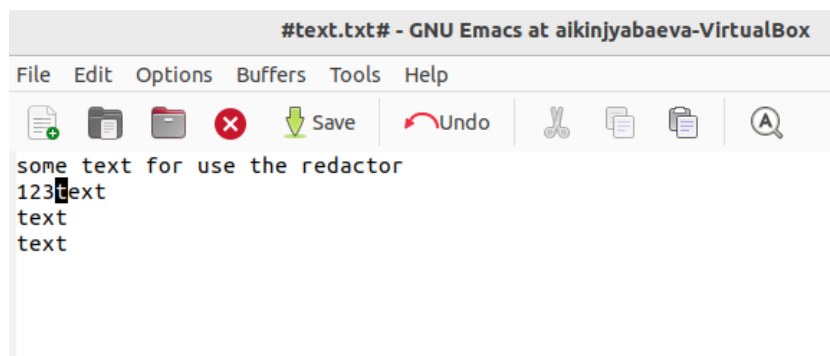 #text.txt# - GNU Emacs at aikinjyabaeva-VirtualBox
File Edit Options Buffers Tools Help
Save Undo
some text for use the redactor
123text
text
text